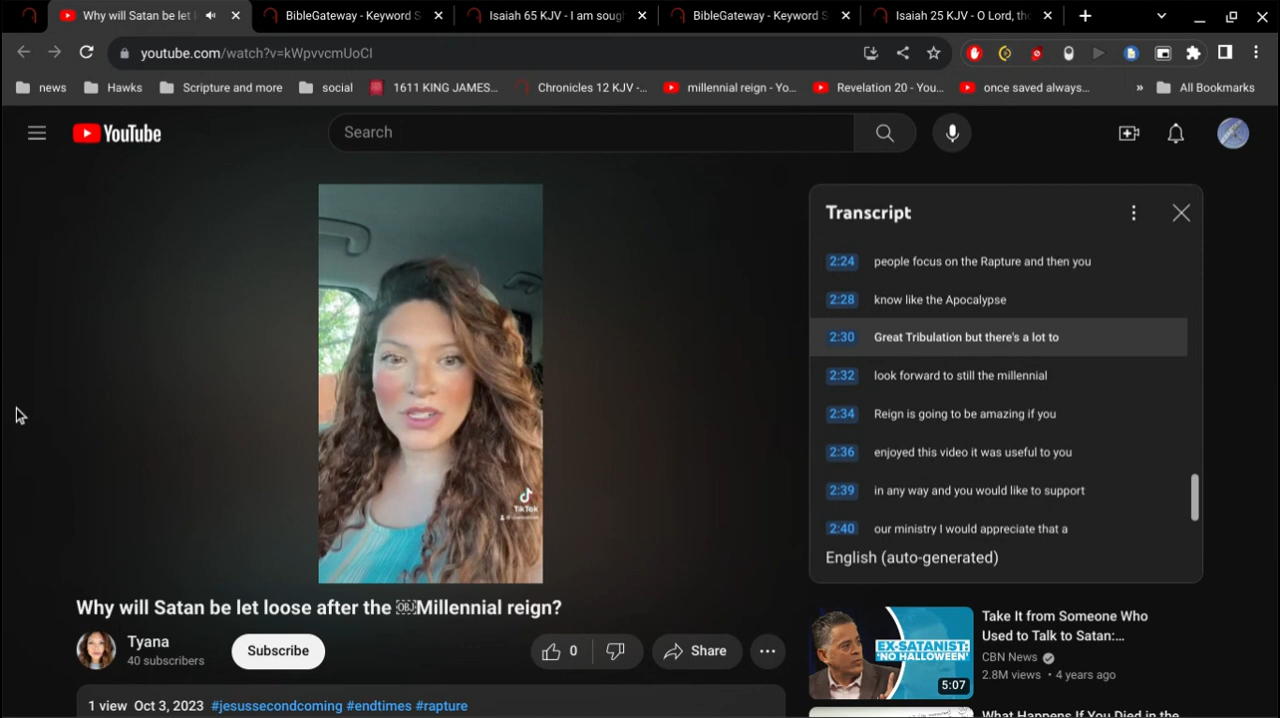 Why will Satan be let l
BibleGateway - Keyword S
Isaiah 65 KJV - I am soug
BibleGateway - Keyword S
Isaiah 25 KJV - O Lord, th
youtube.com/watch?v=kWpvvcmUoCI
news
Hawks
Scripture and more
social
1611 KING JAMES...
Chronicles 12 KJV -...
millennial reign - Yo...
Revelation 20 - You...
once saved always...
»
All Bookmarks
YouTube
Search
Transcript
2:24 people focus on the Rapture and then you
2:28 know like the Apocalypse
2:30 Great Tribulation but there's a lot to
2:32 look forward to still the millennial
2:34 Reign is going to be amazing if you
2:36 enjoyed this video it was useful to you
2:39 in any way and you would like to support
2:40 our ministry I would appreciate that a
English (auto-generated)
TikTok
Why will Satan be let loose after the Millennial reign?
Tyana
40 subscribers
Subscribe
0
Share
1 view Oct 3, 2023 #jesussecondcoming #endtimes #rapture
EX-SATANIST:
'NO HALLOWEEN'
5:07
Take It from Someone Who
Used to Talk to Satan:...
CBN News
2.8M views • 4 years ago
What Happens If You Died in the